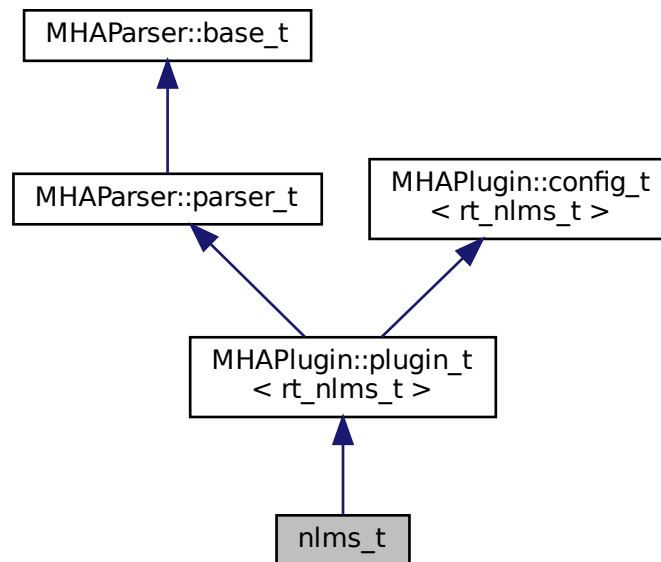 MHAParser::base_t
MHAParser::parser_t
MHAPlugin::config_t
< rt_nlms_t >
MHAPlugin::plugin_t
< rt_nlms_t >
nlms_t